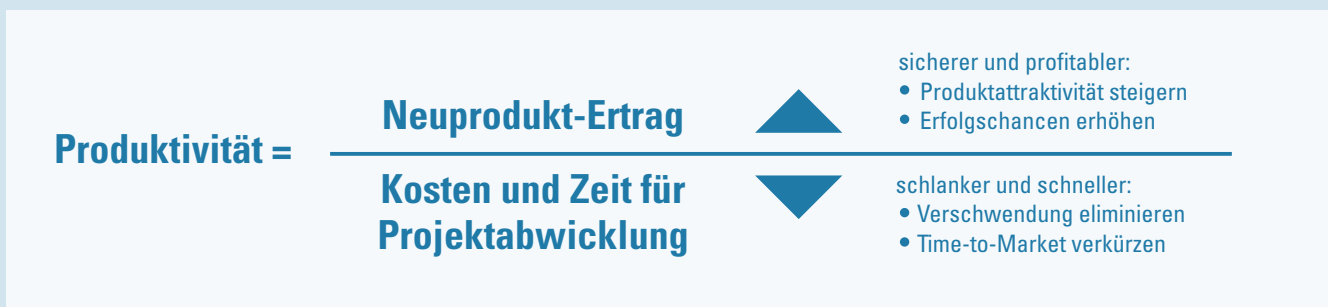 Produktivität =
Neuprodukt-Ertrag
sicherer und profitabler:
• Produktattraktivität steigern
• Erfolgschancen erhöhen
Kosten und Zeit für
Projektabwicklung
schlanker und schneller:
• Verschwendung eliminieren
• Time-to-Market verkürzen